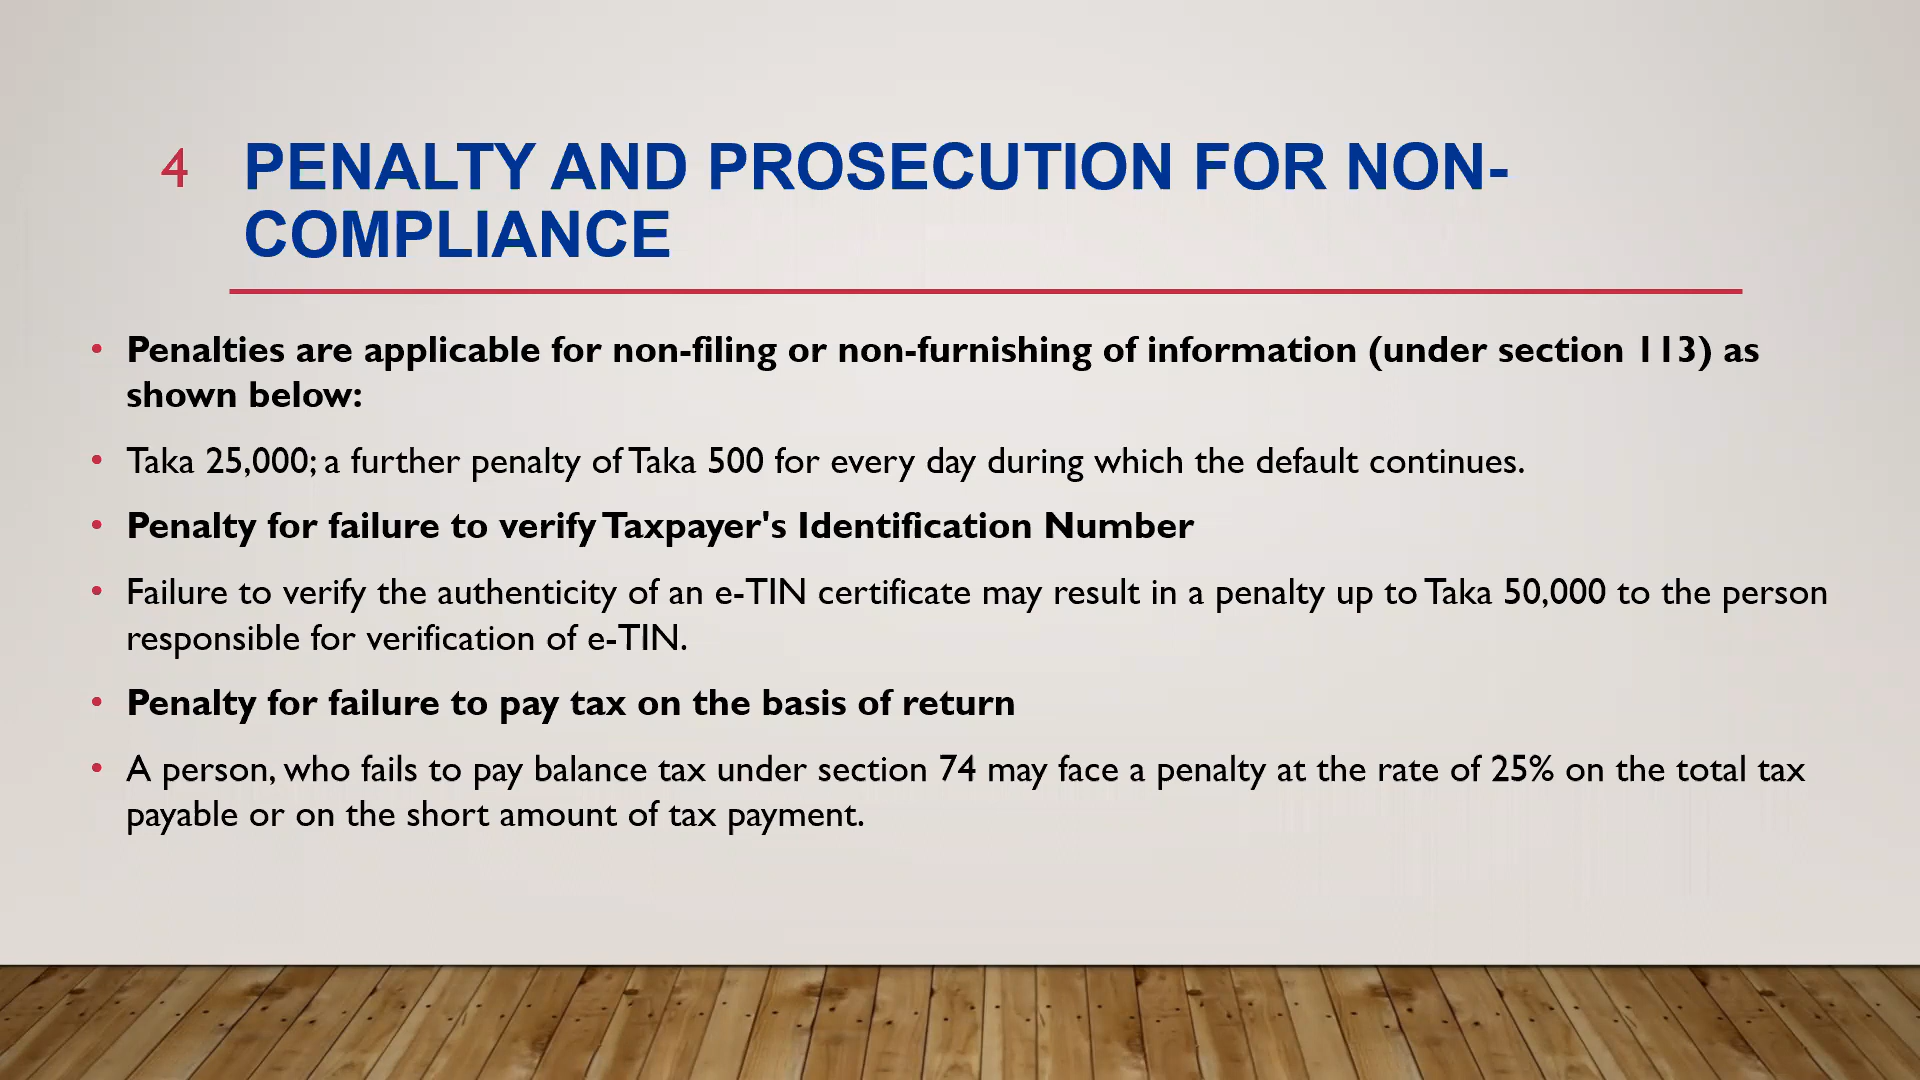 4
PENALTY AND PROSECUTION FOR NON-
COMPLIANCE
• Penalties are applicable for non-filing or non-furnishing of information (under section 113) as
shown below:
• Taka 25,000; a further penalty of Taka 500 for every day during which the default continues.
• Penalty for failure to verify Taxpayer's Identification Number
• Failure to verify the authenticity of an e-TIN certificate may result in a penalty up to Taka 50,000 to the person
responsible for verification of e-TIN.
• Penalty for failure to pay tax on the basis of return
• A person, who fails to pay balance tax under section 74 may face a penalty at the rate of 25% on the total tax
payable or on the short amount of tax payment.